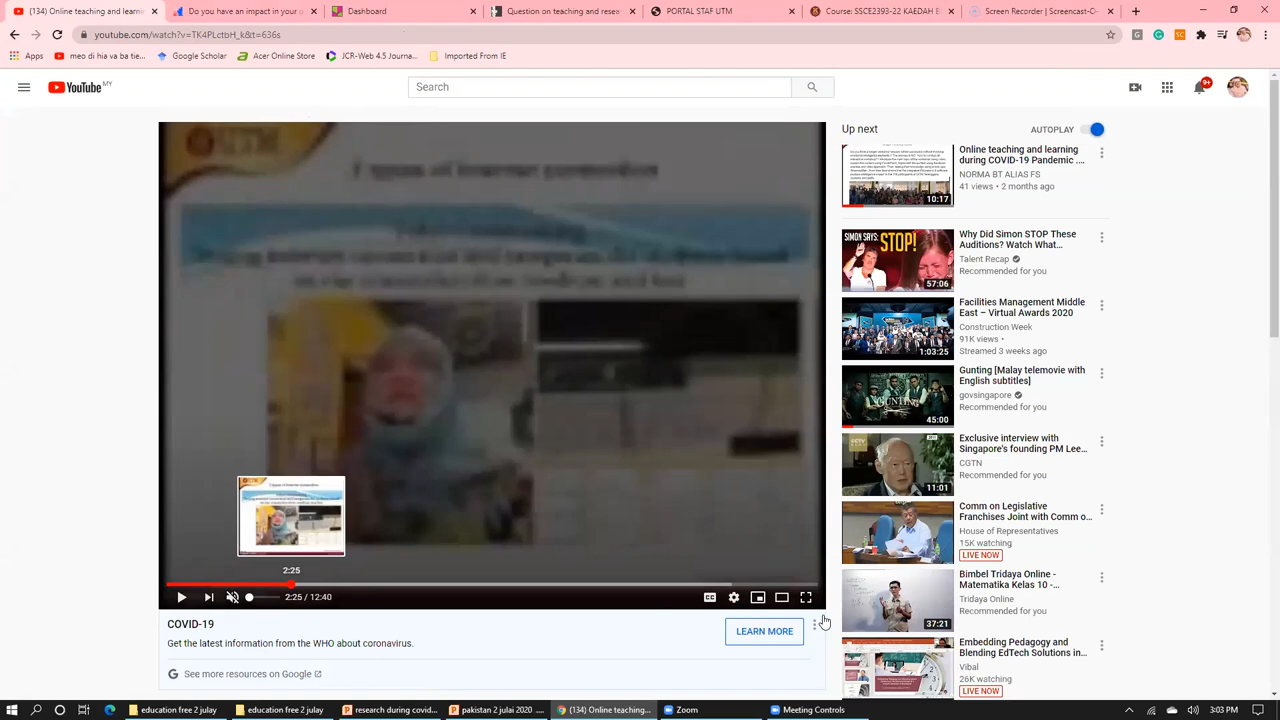 (134) Online teaching and learning
Do you have an impact in your c
Dashboard
Question on teaching and resear
PORTAL STAF UTM
Course: SSCE2393-22 KAEDAH B
Screen Recorder | Screencast-O-
youtube.com/watch?v=TK4PLctbH_k&t=636s
Apps
meo di hia va ba tie...
Google Scholar
Acer Online Store
JCR-Web 4.5 Journa...
Imported From IE
YouTube MY
Search
9+
Up next
AUTOPLAY
Online teaching and learning
during COVID-19 Pandemic ....
NORMA BT ALIAS FS
41 views • 2 months ago
10:17
SIMON SAYS: STOP!
57:06
Why Did Simon STOP These
Auditions? Watch What...
Talent Recap
Recommended for you
1:03:25
Facilities Management Middle
East – Virtual Awards 2020
Construction Week
91K views •
Streamed 3 weeks ago
GUNTING
45:00
Gunting [Malay telemovie with
English subtitles]
govsingapore
Recommended for you
11:01
Exclusive interview with
Singapore's founding PM Lee...
CGTN
Recommended for you
Comm on Legislative
Franchises Joint with Comm o...
House of Representatives
15K watching
LIVE NOW
37:21
Bimbel Tridaya Online -
Matematika Kelas 10 -...
Tridaya Online
Recommended for you
Embedding Pedagogy and
Blending EdTech Solutions in...
Vibal
26K watching
LIVE NOW
2:25
2:25 / 12:40
COVID-19
Get the latest information from the WHO about coronavirus.
LEARN MORE
See more resources on Google
education free 2 julay
education free 2 julay
research during covid...
pakistan 2 julai 2020 ....
(134) Online teaching...
Zoom
Meeting Controls
3:03 PM